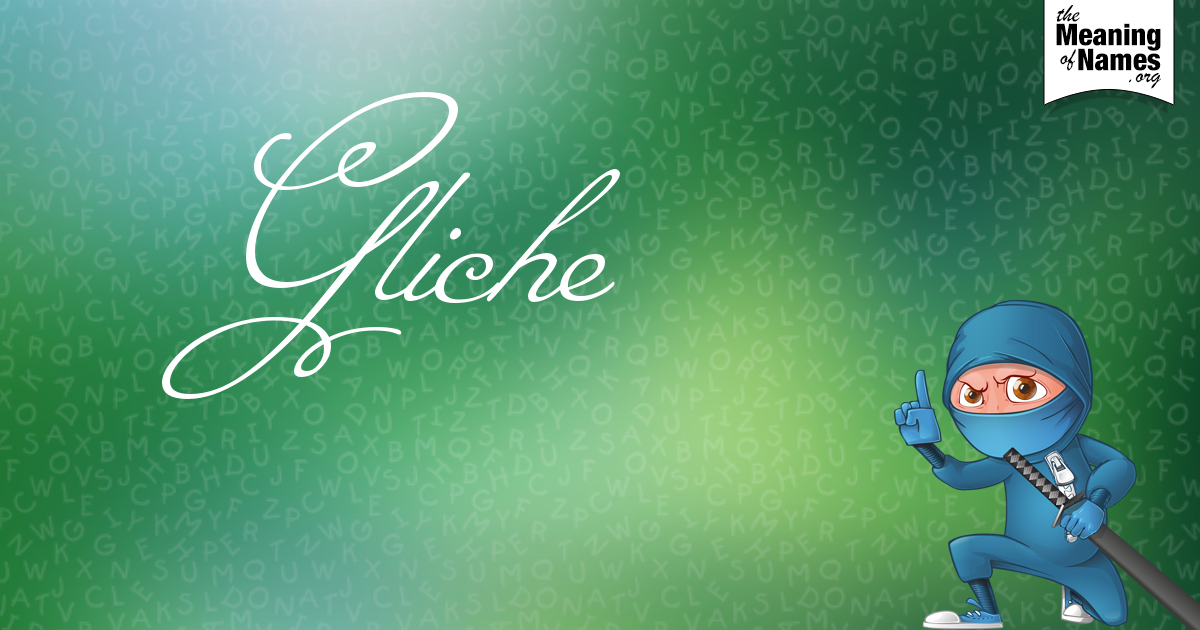 the
Meaning
of Names
.org
Gliche